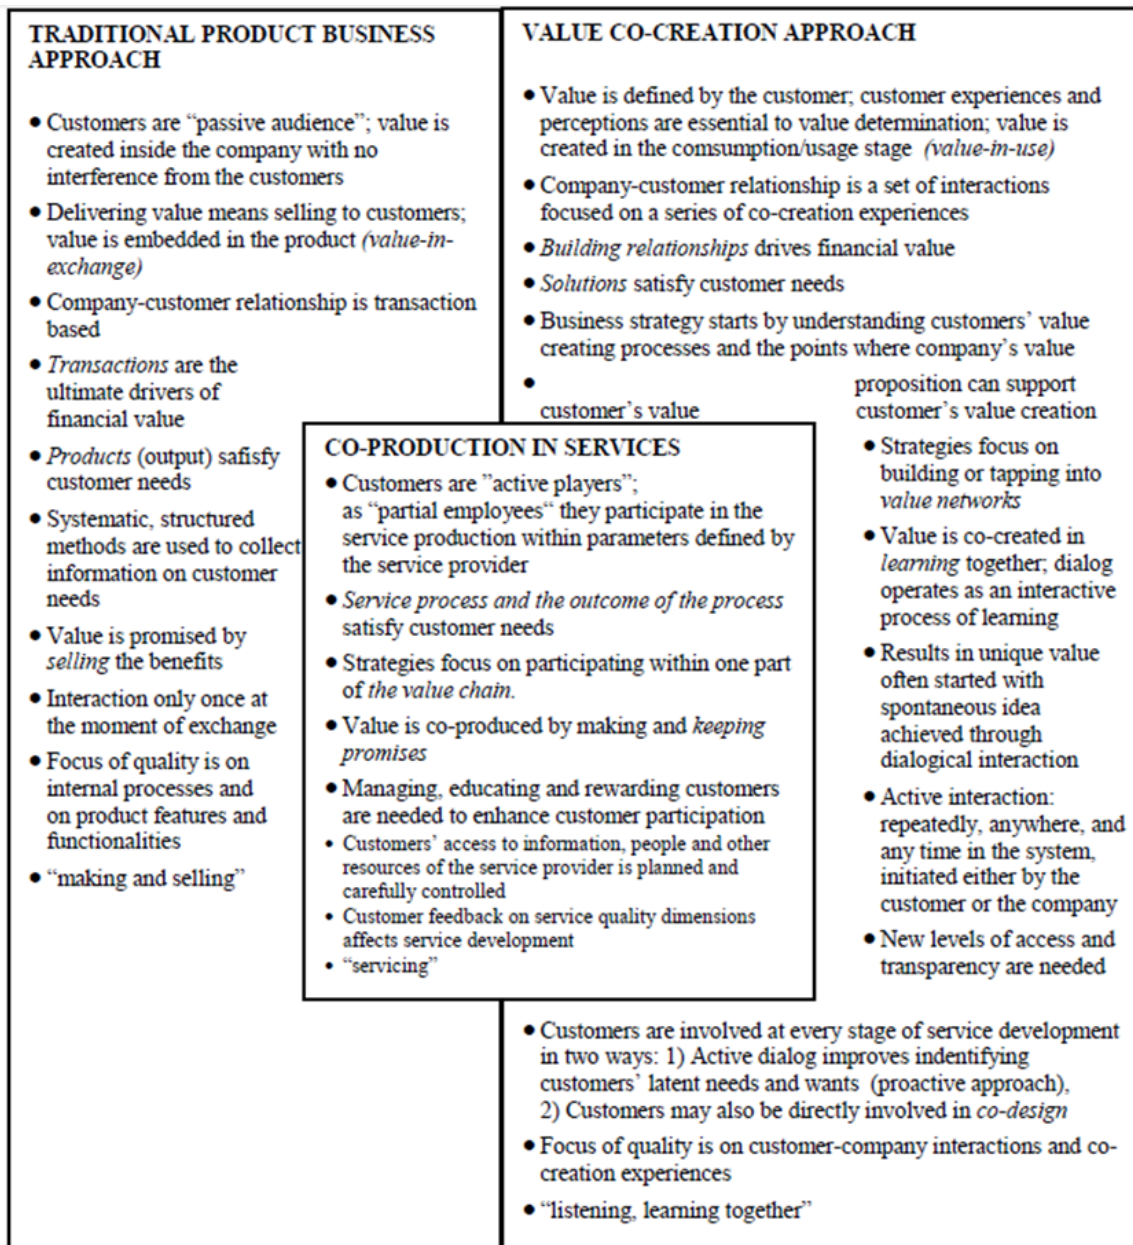 TRADITIONAL PRODUCT BUSINESS
APPROACH
● Customers are “passive audience”; value is
created inside the company with no
interference from the customers
● Delivering value means selling to customers;
value is embedded in the product (value-in-
exchange)
● Company-customer relationship is transaction
based
● Transactions are the
ultimate drivers of
financial value
● Products (output) safisfy
customer needs
● Systematic, structured
methods are used to collect
information on customer
needs
● Value is promised by
selling the benefits
● Interaction only once at
the moment of exchange
● Focus of quality is on
internal processes and
on product features and
functionalities
● “making and selling”
CO-PRODUCTION IN SERVICES
● Customers are ”active players”;
as “partial employees“ they participate in the
service production within parameters defined by
the service provider
● Service process and the outcome of the process
satisfy customer needs
● Strategies focus on participating within one part
of the value chain.
● Value is co-produced by making and keeping
promises
● Managing, educating and rewarding customers
are needed to enhance customer participation
• Customers’ access to information, people and other
resources of the service provider is planned and
carefully controlled
• Customer feedback on service quality dimensions
affects service development
• “servicing”
VALUE CO-CREATION APPROACH
● Value is defined by the customer; customer experiences and
perceptions are essential to value determination; value is
created in the comsumption/usage stage (value-in-use)
● Company-customer relationship is a set of interactions
focused on a series of co-creation experiences
● Building relationships drives financial value
● Solutions satisfy customer needs
● Business strategy starts by understanding customers’ value
creating processes and the points where company’s value
● proposition can support
customer’s value customer’s value creation
● Strategies focus on
building or tapping into
value networks
● Value is co-created in
learning together; dialog
operates as an interactive
process of learning
● Results in unique value
often started with
spontaneous idea
achieved through
dialogical interaction
● Active interaction:
repeatedly, anywhere, and
any time in the system,
initiated either by the
customer or the company
● New levels of access and
transparency are needed
● Customers are involved at every stage of service development
in two ways: 1) Active dialog improves indentifying
customers’ latent needs and wants (proactive approach),
2) Customers may also be directly involved in co-design
● Focus of quality is on customer-company interactions and co-
creation experiences
● “listening, learning together”